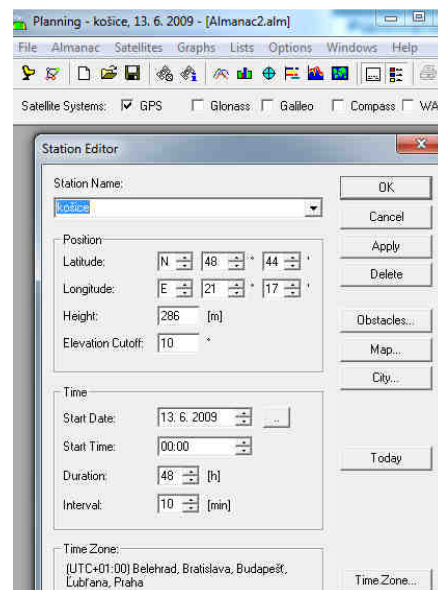 Planning - košice, 13. 6. 2009 - [Almanac2.alm]
File Almanac Satellites Graphs Lists Options Windows Help
Satellite Systems: GPS Glonass Galileo Compass WA
Station Editor
Station Name:
košice
OK
Cancel
Position
Apply
Latitude: N 48 ° 44 '
Delete
Longitude: E 21 ° 17 '
Height: 286 [m]
Obstacles...
Elevation Cutoff: 10 °
Map...
City...
Time
Start Date: 13. 6. 2009 ..
Start Time: 00:00
Today
Duration: 48 [h]
Interval: 10 [min]
Time Zone:
(UTC+01:00) Belehrad, Bratislava, Budapešť,
Ľubľana, Praha
Time Zone...